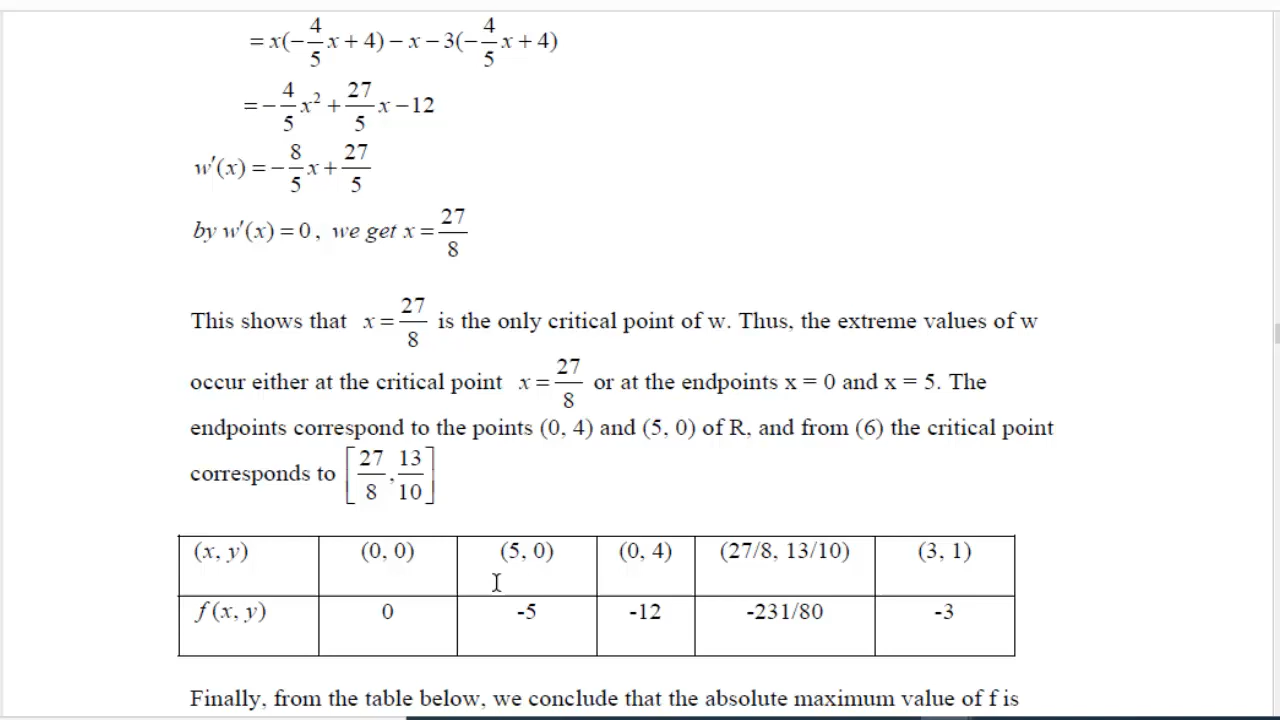 = x(-4/5 x + 4) - x - 3(-4/5 x + 4)
= -4/5 x² + 27/5 x - 12
w'(x) = -8/5 x + 27/5
by w'(x) = 0, we get x = 27/8
This shows that x = 27/8 is the only critical point of w. Thus, the extreme values of w
occur either at the critical point x = 27/8 or at the endpoints x = 0 and x = 5. The
endpoints correspond to the points (0, 4) and (5, 0) of R, and from (6) the critical point
corresponds to [27/8, 13/10]
(x, y) (0, 0) (5, 0) (0, 4) (27/8, 13/10) (3, 1)
f(x, y) 0 -5 -12 -231/80 -3
Finally, from the table below, we conclude that the absolute maximum value of f is